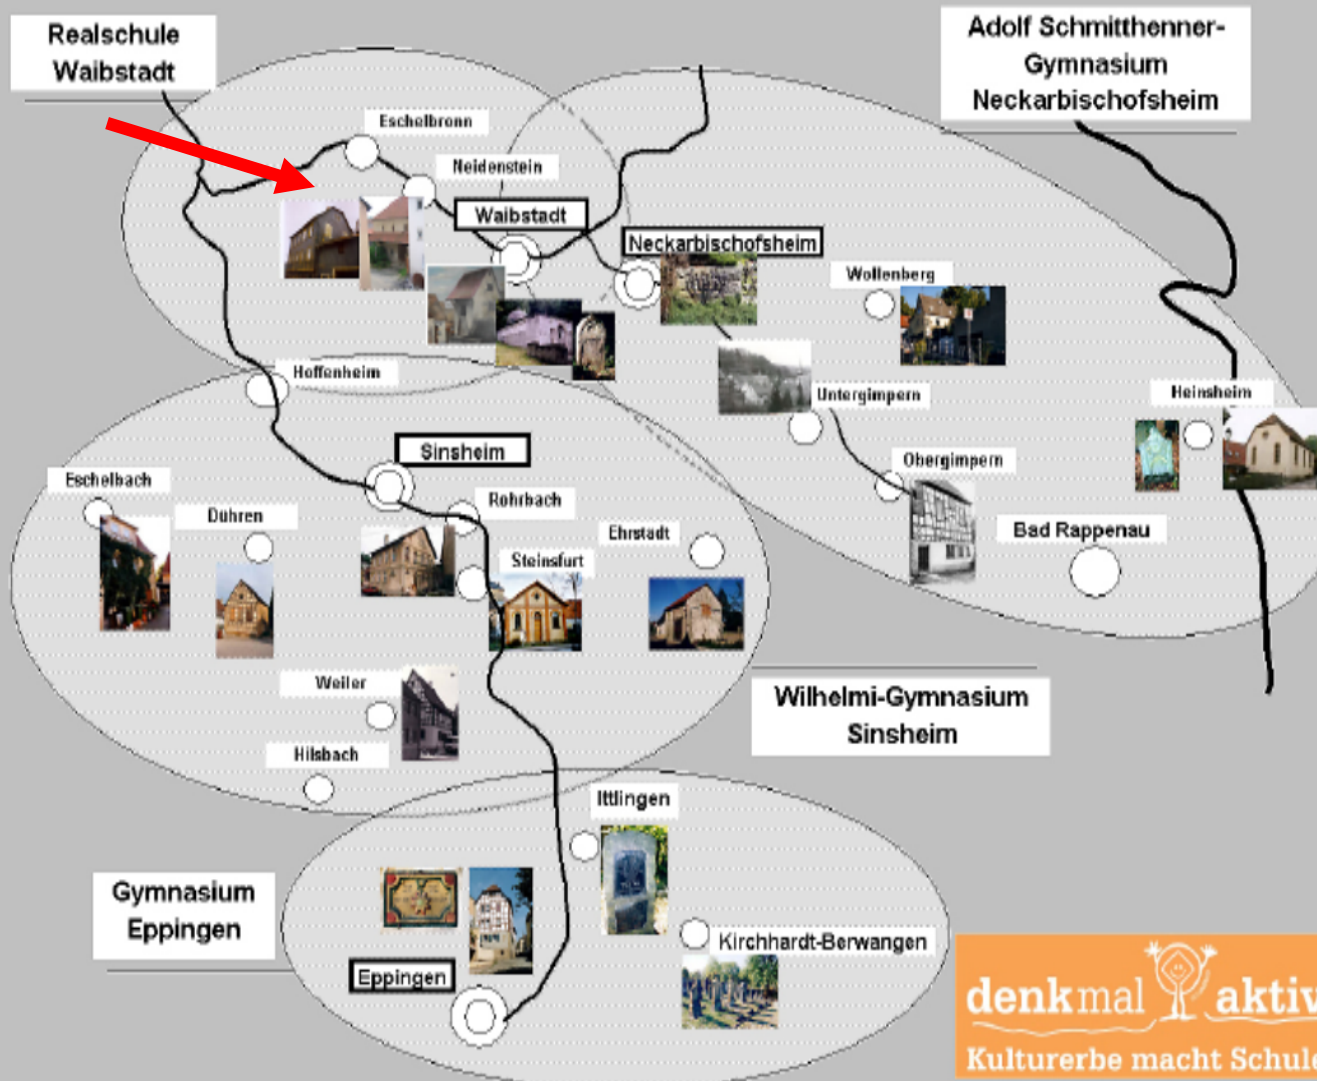 Realschule
Waibstadt
Adolf Schmitthenner-
Gymnasium
Neckarbischofsheim
Eschelbronn
Neidenstein
Waibstadt
Neckarbischofsheim
Wollenberg
Hoffenheim
Untergimpern
Heinsheim
Sinsheim
Obergimpern
Eschelbach
Rohrbach
Dühren
Ehrstadt
Bad Rappenau
Steinsfurt
Weiler
Wilhelmi-Gymnasium
Sinsheim
Hilsbach
Ittlingen
Gymnasium
Eppingen
Kirchhardt-Berwangen
Eppingen
denkmal aktiv
Kulturerbe macht Schule